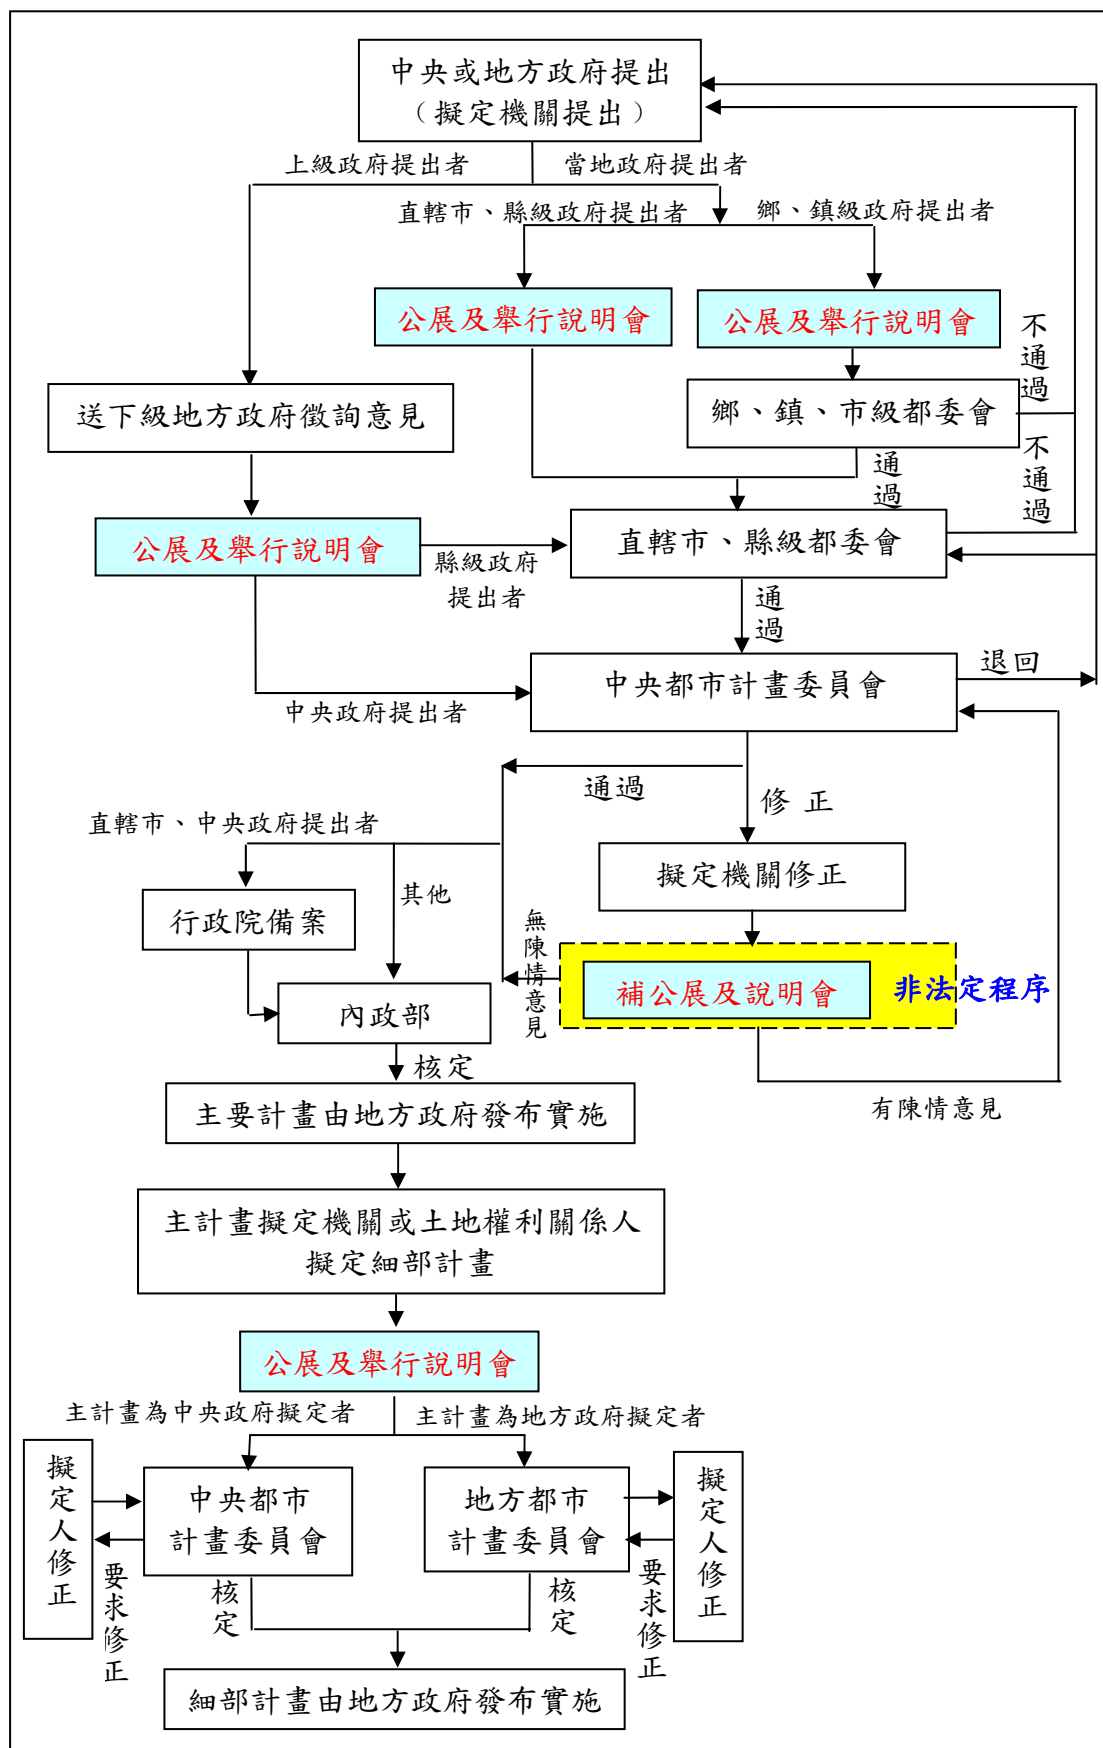 中央或地方政府提出
（擬定機關提出）
上級政府提出者
當地政府提出者
直轄市、縣級政府提出者
鄉、鎮級政府提出者
公展及舉行說明會
公展及舉行說明會
不通過
送下級地方政府徵詢意見
鄉、鎮、市級都委會
通過
不通過
公展及舉行說明會
縣級政府
提出者
直轄市、縣級都委會
通過
中央都市計畫委員會
退回
中央政府提出者
通過
修 正
直轄市、中央政府提出者
擬定機關修正
其他
行政院備案
無陳情意見
補公展及說明會
非法定程序
內政部
核定
有陳情意見
主要計畫由地方政府發布實施
主計畫擬定機關或土地權利關係人
擬定細部計畫
公展及舉行說明會
主計畫為中央政府擬定者
主計畫為地方政府擬定者
擬定人修正
中央都市
計畫委員會
地方都市
計畫委員會
擬定人修正
要求修正
核定
核定
要求修正
細部計畫由地方政府發布實施